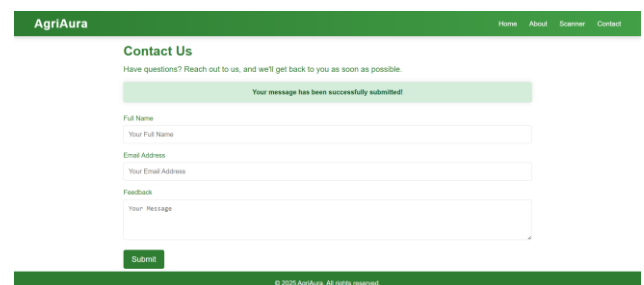 AgriAura
Home About Scanner Contact
Contact Us
Have questions? Reach out to us, and we'll get back to you as soon as possible.
Your message has been successfully submitted!
Full Name
Your Full Name
Email Address
Your Email Address
Feedback
Your Message
Submit
© 2025 AgriAura. All rights reserved.